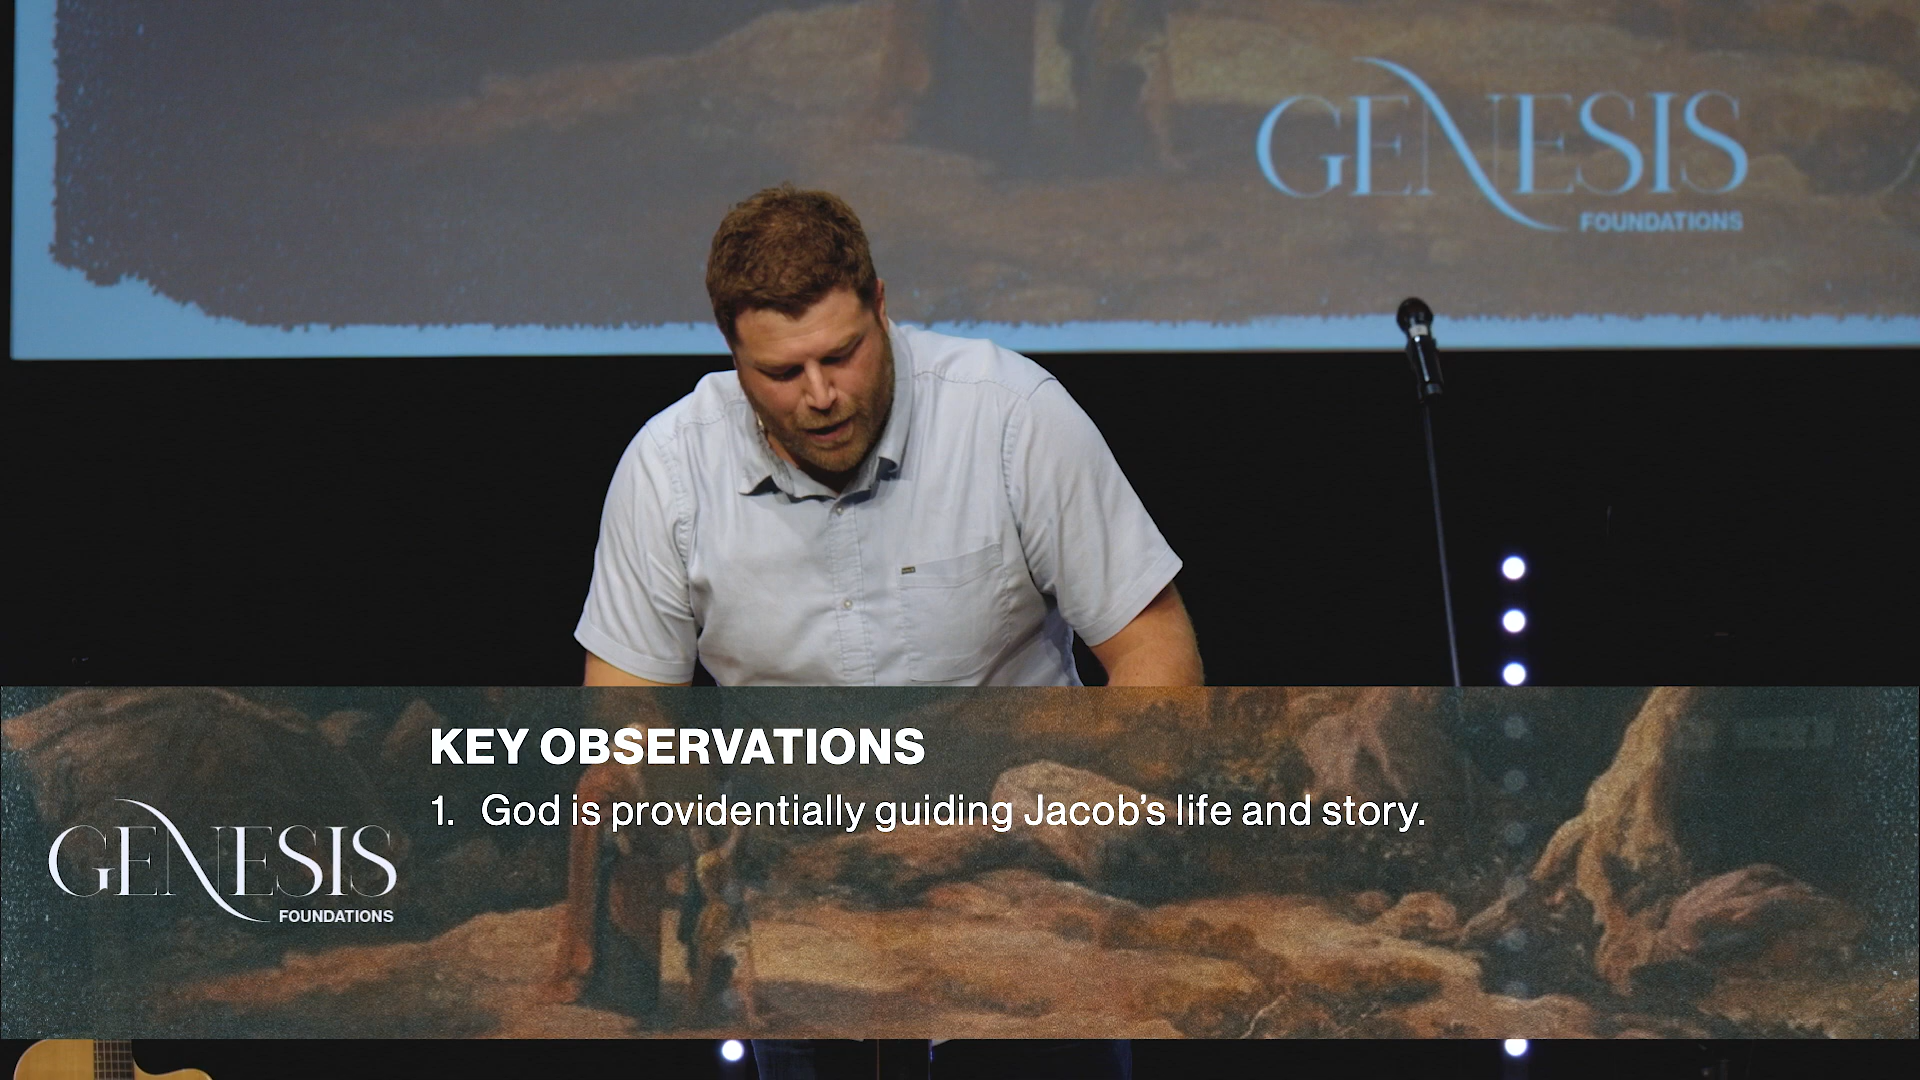 GENESIS
FOUNDATIONS
KEY OBSERVATIONS
1. God is providentially guiding Jacob’s life and story.
GENESIS
FOUNDATIONS